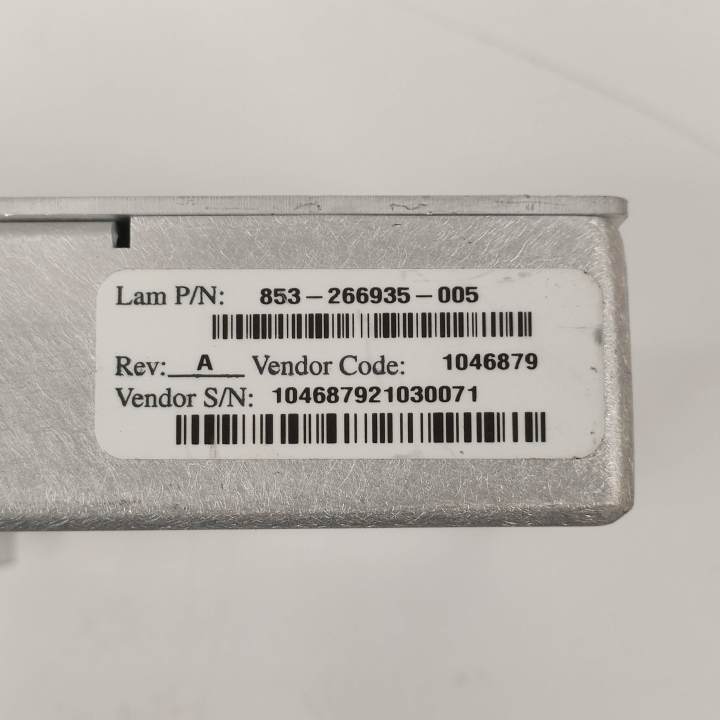 Lam P/N: 853-266935-005
Rev: A Vendor Code: 1046879
Vendor S/N: 104687921030071